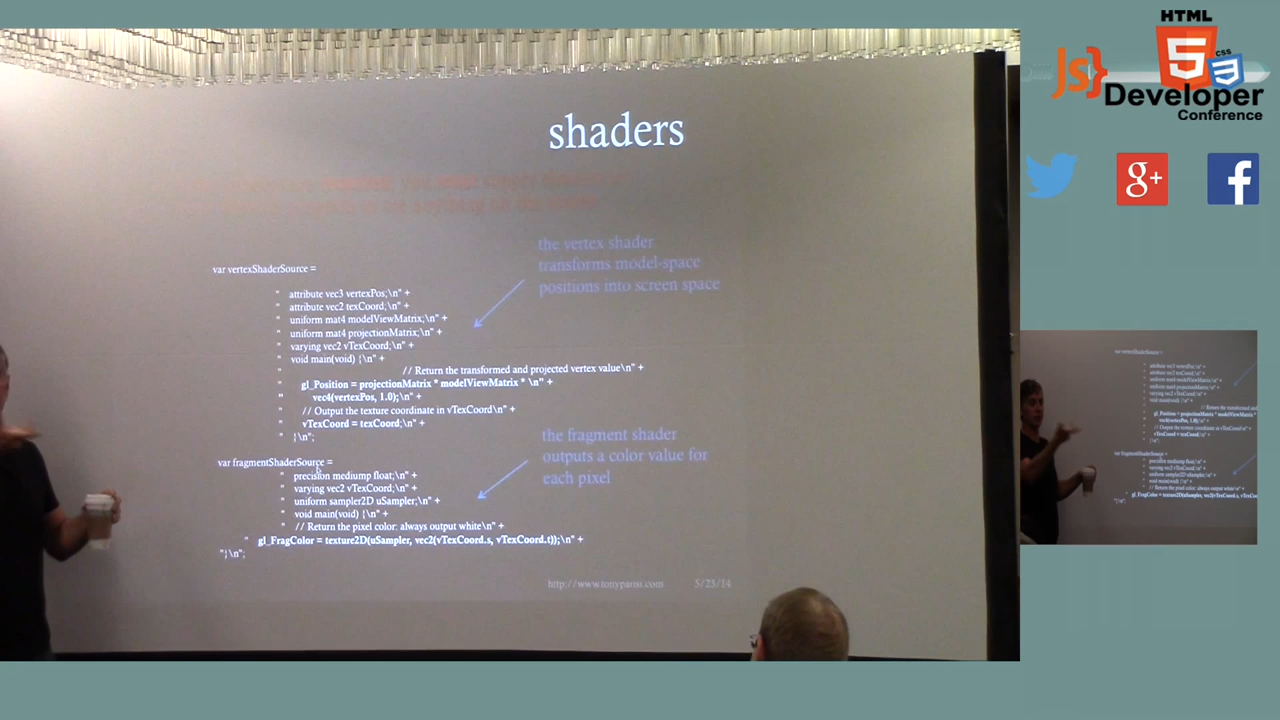 HTML
5
CSS
3
JS}
Developer
Conference
g+
f
shaders
the vertex shader
transforms model-space
positions into screen space
var vertexShaderSource =
"    attribute vec3 vertexPos;\n" +
"    attribute vec2 texCoord;\n" +
"    uniform mat4 modelViewMatrix;\n" +
"    uniform mat4 projectionMatrix;\n" +
"    varying vec2 vTexCoord;\n" +
"    void main(void) {\n" +
"    // Return the transformed and projected vertex value\n" +
"    gl_Position = projectionMatrix * modelViewMatrix * \n" +
"    vec4(vertexPos, 1.0);\n" +
"    // Output the texture coordinate in vTexCoord\n" +
"    vTexCoord = texCoord;\n" +
"    }\n";
the fragment shader
outputs a color value for
each pixel
var fragmentShaderSource =
"    precision mediump float;\n" +
"    varying vec2 vTexCoord;\n" +
"    uniform sampler2D uSampler;\n" +
"    void main(void) {\n" +
"    // Return the pixel color: always output white\n" +
"    gl_FragColor = texture2D(uSampler, vec2(vTexCoord.s, vTexCoord.t));\n" +
"}\n";
http://www.tonyparisi.com 5/23/14